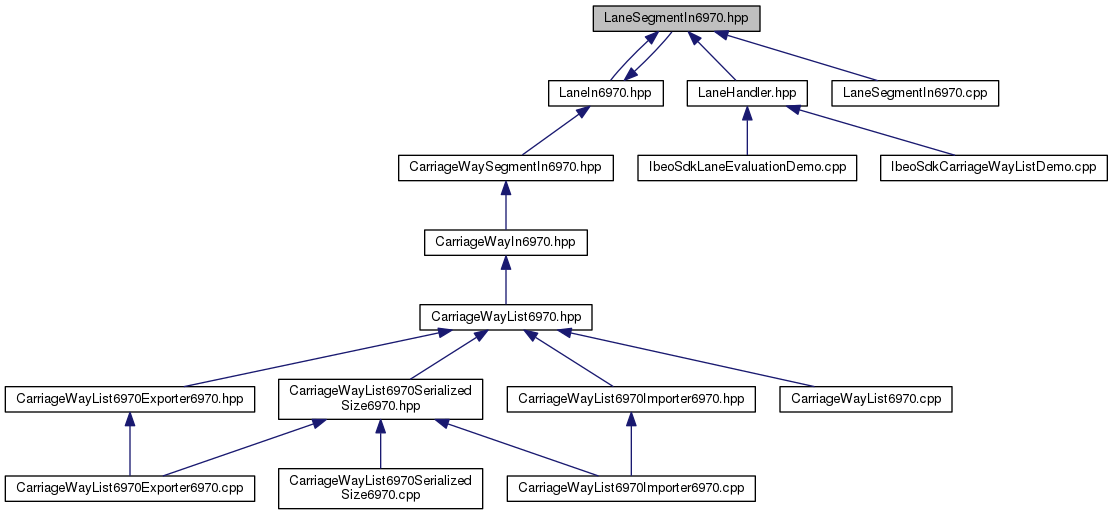 LaneSegmentIn6970.hpp
LaneIn6970.hpp
LaneHandler.hpp
LaneSegmentIn6970.cpp
CarriageWaySegmentIn6970.hpp
IbeoSdkLaneEvaluationDemo.cpp
IbeoSdkCarriageWayListDemo.cpp
CarriageWayIn6970.hpp
CarriageWayList6970.hpp
CarriageWayList6970Exporter6970.hpp
CarriageWayList6970Serialized
Size6970.hpp
CarriageWayList6970Importer6970.hpp
CarriageWayList6970.cpp
CarriageWayList6970Exporter6970.cpp
CarriageWayList6970Serialized
Size6970.cpp
CarriageWayList6970Importer6970.cpp